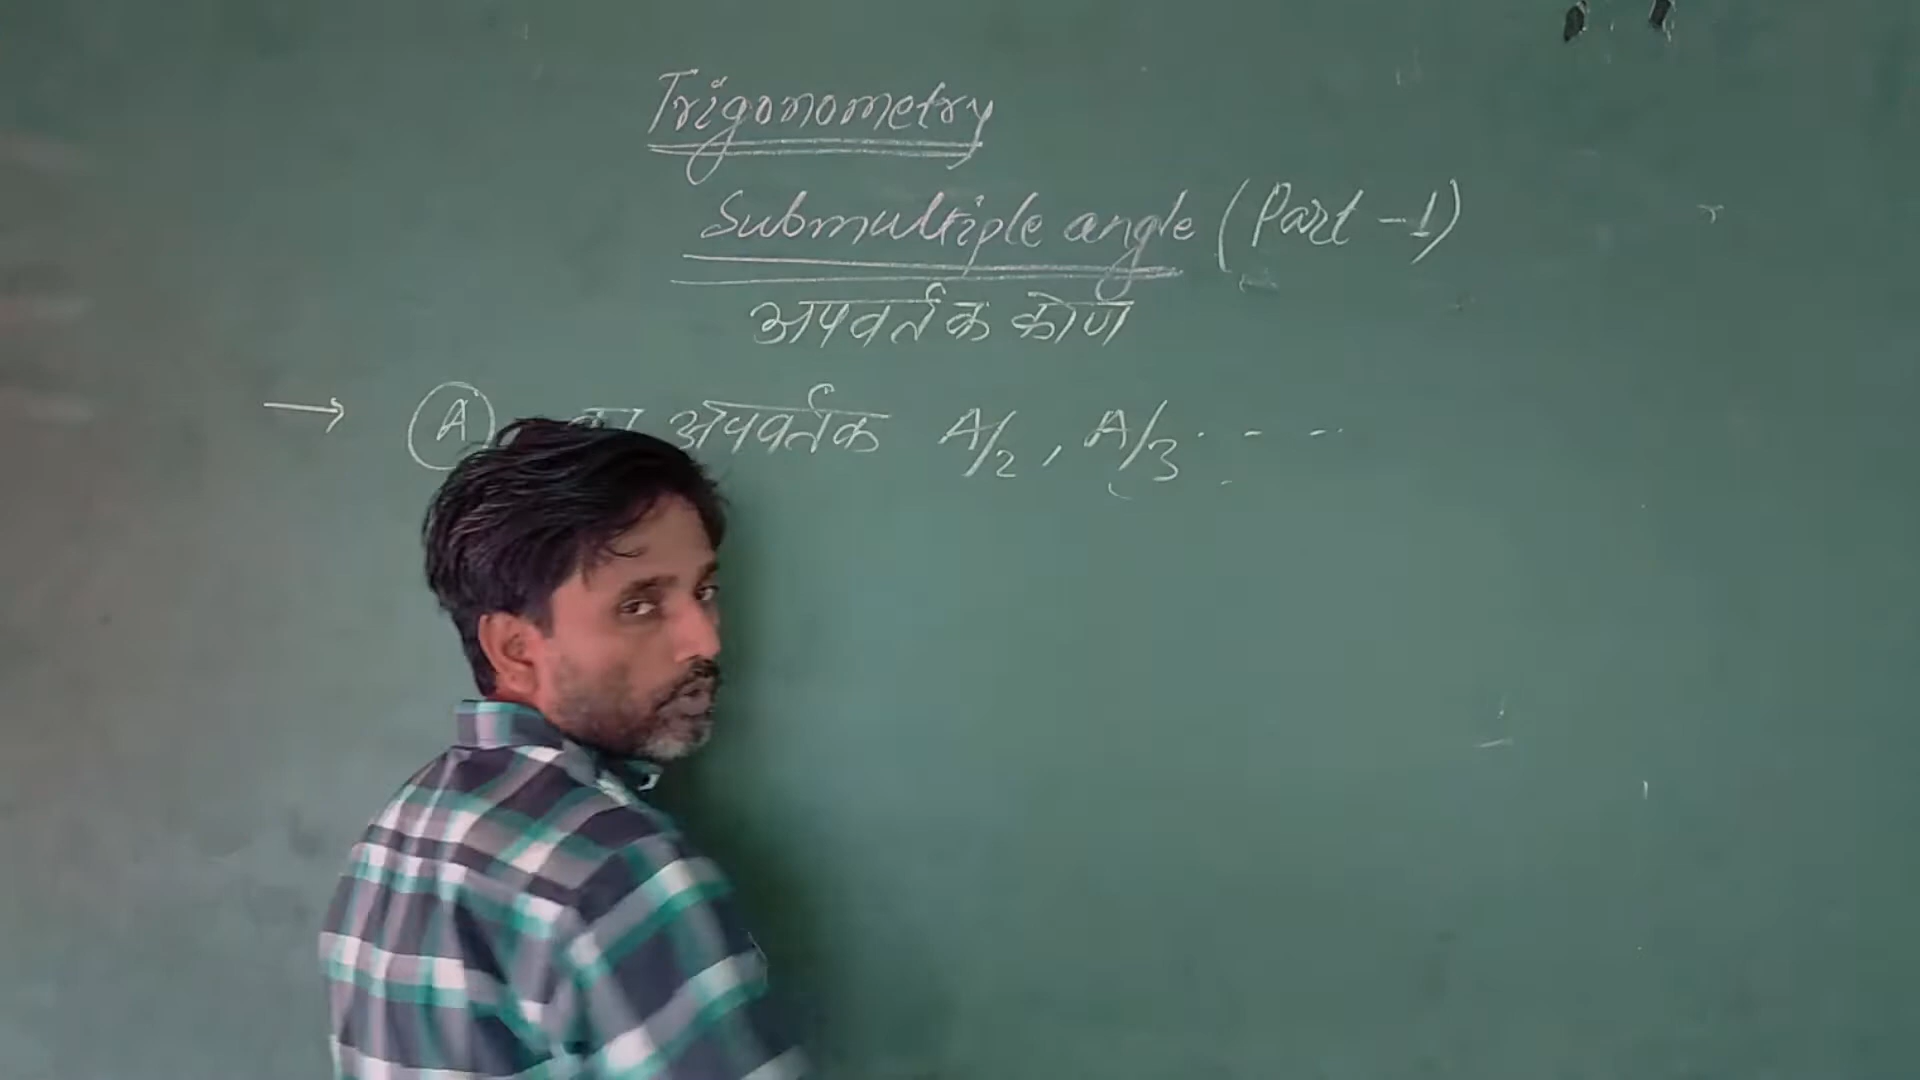 Trigonometry
Submultiple angle (Part -1)
अपवर्तक कोण
→ A का अपवर्तक A/2, A/3 - - -